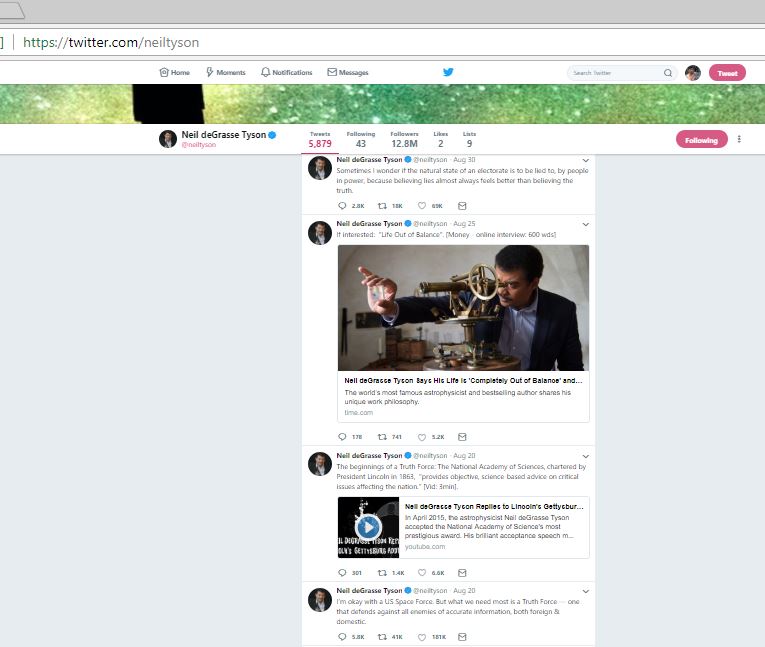 https://twitter.com/neiltyson
Home Moments Notifications Messages Search Twitter Tweet
Neil deGrasse Tyson
@neiltyson
Tweets Following Followers Likes Lists
5,879 43 12.8M 2 9
Following
Neil deGrasse Tyson @neiltyson · Aug 30
Sometimes I wonder if the natural state of an electorate is to be lied to, by people
in power, because believing lies almost always feels better than believing the
truth.
2.8K 18K 69K
Neil deGrasse Tyson @neiltyson · Aug 25
If interested: "Life Out of Balance". [Money - online interview: 600 wds]
Neil deGrasse Tyson Says His Life Is 'Completely Out of Balance' and...
The world's most famous astrophysicist and bestselling author shares his
unique work philosophy.
time.com
178 741 5.2K
Neil deGrasse Tyson @neiltyson · Aug 20
The beginnings of a Truth Force: The National Academy of Sciences, chartered by
President Lincoln in 1863, "provides objective, science based advice on critical
issues affecting the nation." [Vid: 3min].
Neil deGrasse Tyson Replies to Lincoln's Gettysbur...
In April 2015, the astrophysicist Neil deGrasse Tyson
accepted the National Academy of Science's most
prestigious award. His brilliant acceptance speech m...
youtube.com
IL DEGRASSE TYSON REPL
OLN'S GETTYSBURG ADD
301 1.4K 6.6K
Neil deGrasse Tyson @neiltyson · Aug 20
I'm okay with a US Space Force. But what we need most is a Truth Force — one
that defends against all enemies of accurate information, both foreign &
domestic.
5.8K 41K 181K